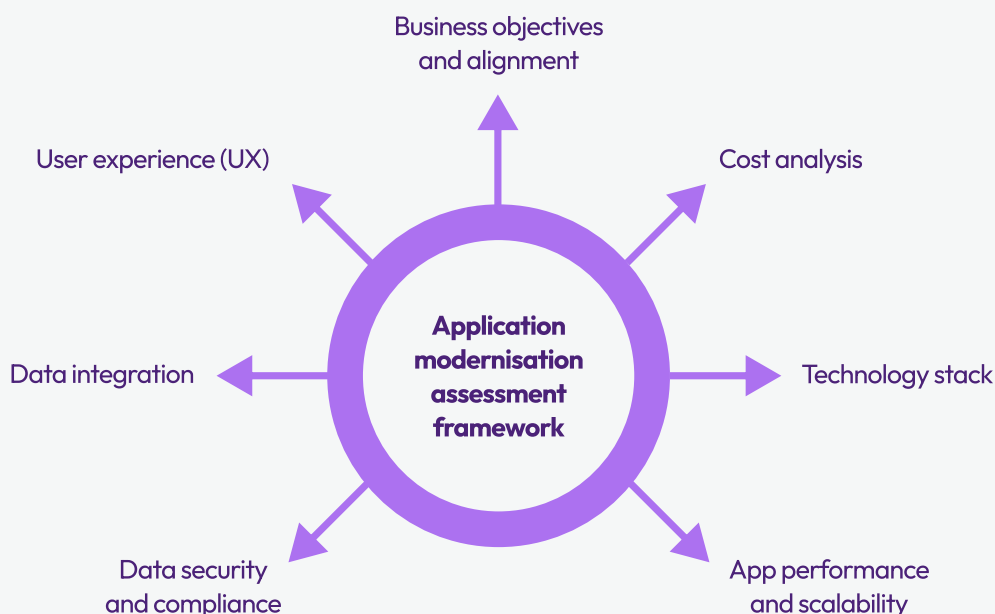 Business objectives
and alignment
User experience (UX)
Cost analysis
Application
modernisation
assessment
framework
Data integration
Technology stack
Data security
and compliance
App performance
and scalability